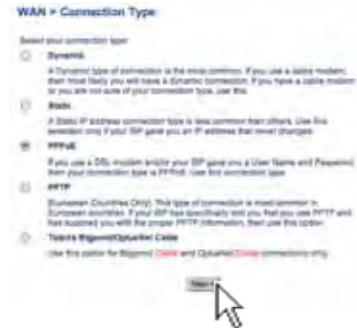 WAN > Connection Type
Select your connection type:
Dynamic
A Dynamic type of connection is the most common. If you use a cable modem,
then most likely you will have a dynamic connection. If you have a cable modem
or you are not sure of your connection type, use this.
Static
A Static IP address connection type is less common than others. Use this
selection only if your ISP gave you an IP address that never changes.
PPPoE
If you use a DSL modem and/or your ISP gave you a User Name and Password,
then your connection type is PPPoE. Use this connection type.
PPTP
[European Countries Only]. This type of connection is most common in
European countries. If your ISP has specifically told you that you use PPTP and
has supplied you with the proper PPTP information, then use this option.
Telstra Bigpond/OptusNet Cable
Use this option for Bigpond Cable and OptusNet Cable connections only.
Next >